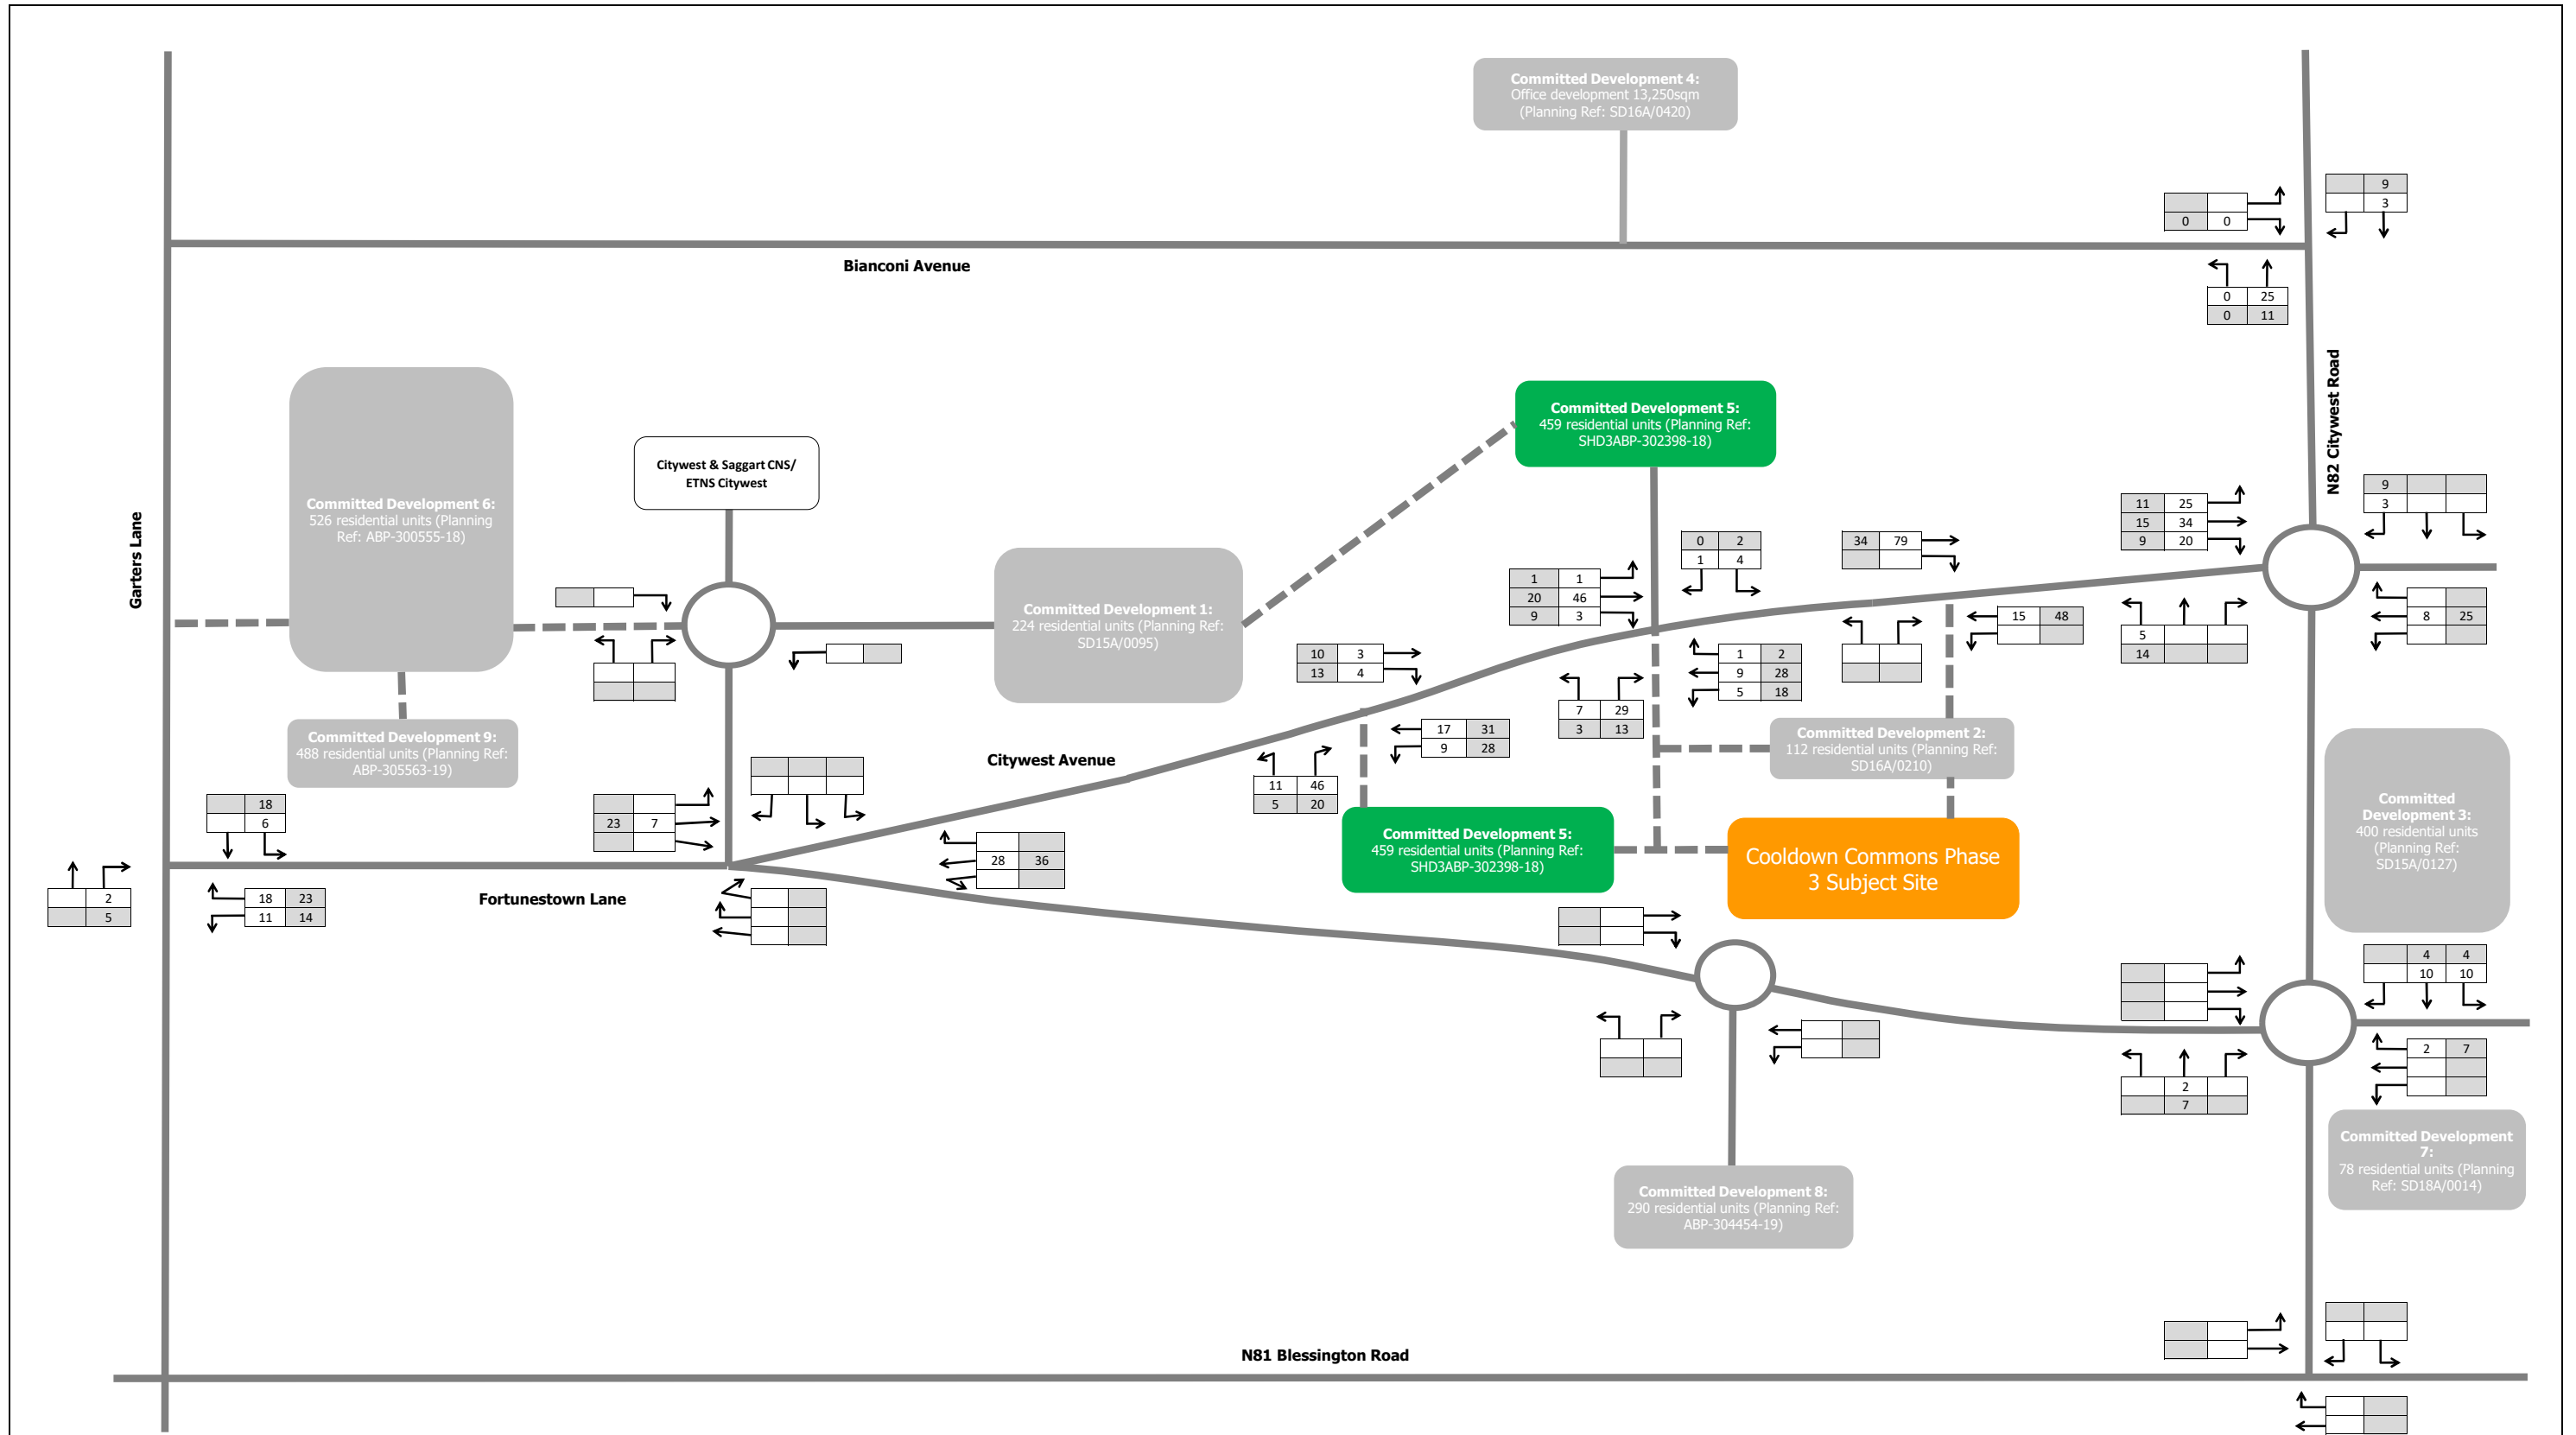 Committed Development 4:
Office development 13,250sqm
(Planning Ref: SD16A/0420)
9
3
0 0
Bianconi Avenue
0 25
0 11
N82 Citywest Road
Garters Lane
Committed Development 6:
526 residential units (Planning
Ref: ABP-300555-18)
Citywest & Saggart CNS/
ETNS Citywest
Committed Development 1:
224 residential units (Planning Ref:
SD15A/0095)
Committed Development 5:
459 residential units (Planning Ref:
SHD3ABP-302398-18)
1 1
20 46
9 3
0 2
1 4
34 79
11 25
15 34
9 20
9
3
10 3
13 4
7 29
3 13
1 2
9 28
5 18
15 48
5
14
8 25
Committed Development 9:
488 residential units (Planning Ref:
ABP-305563-19)
Citywest Avenue
17 31
9 28
11 46
5 20
Committed Development 2:
112 residential units (Planning Ref:
SD16A/0210)
Committed
Development 3:
400 residential units
(Planning Ref:
SD15A/0127)
18
6
23 7
28 36
Committed Development 5:
459 residential units (Planning Ref:
SHD3ABP-302398-18)
Cooldown Commons Phase
3 Subject Site
2
5
18 23
11 14
Fortunestown Lane
4 4
10 10
2
7
2 7
Committed Development
7:
78 residential units (Planning
Ref: SD18A/0014)
Committed Development 8:
290 residential units (Planning Ref:
ABP-304454-19)
N81 Blessington Road